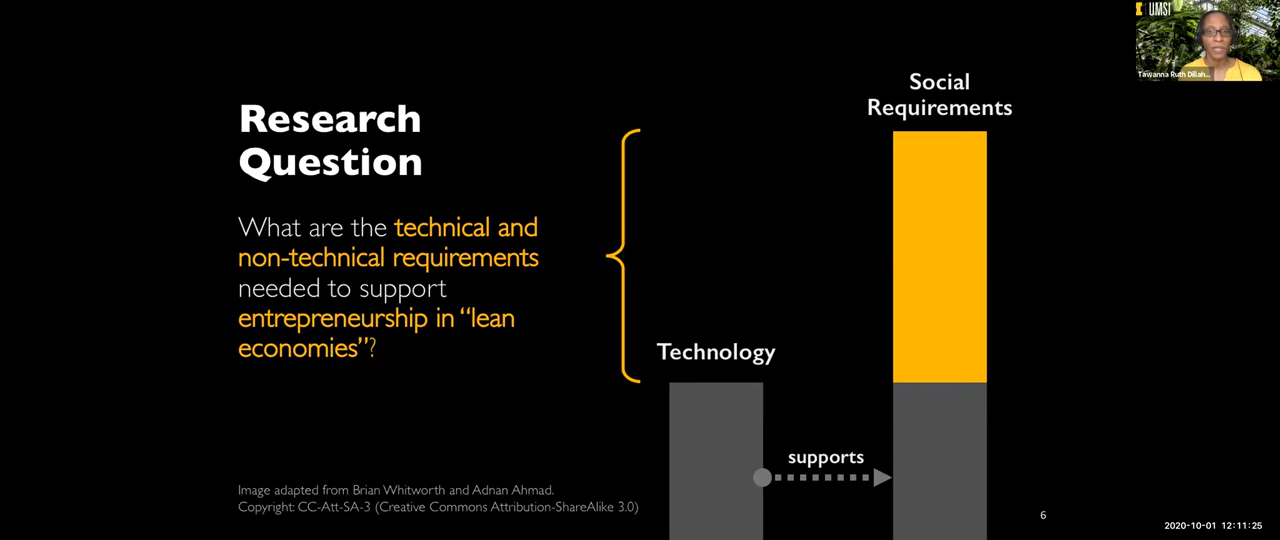 UMSI
Tawanna Ruth Dillah...
Social
Requirements
Research
Question
What are the technical and
non-technical requirements
needed to support
entrepreneurship in “lean
economies”?
Technology
supports
Image adapted from Brian Whitworth and Adnan Ahmad.
Copyright: CC-Att-SA-3 (Creative Commons Attribution-ShareAlike 3.0)
6
2020-10-01 12:11:25